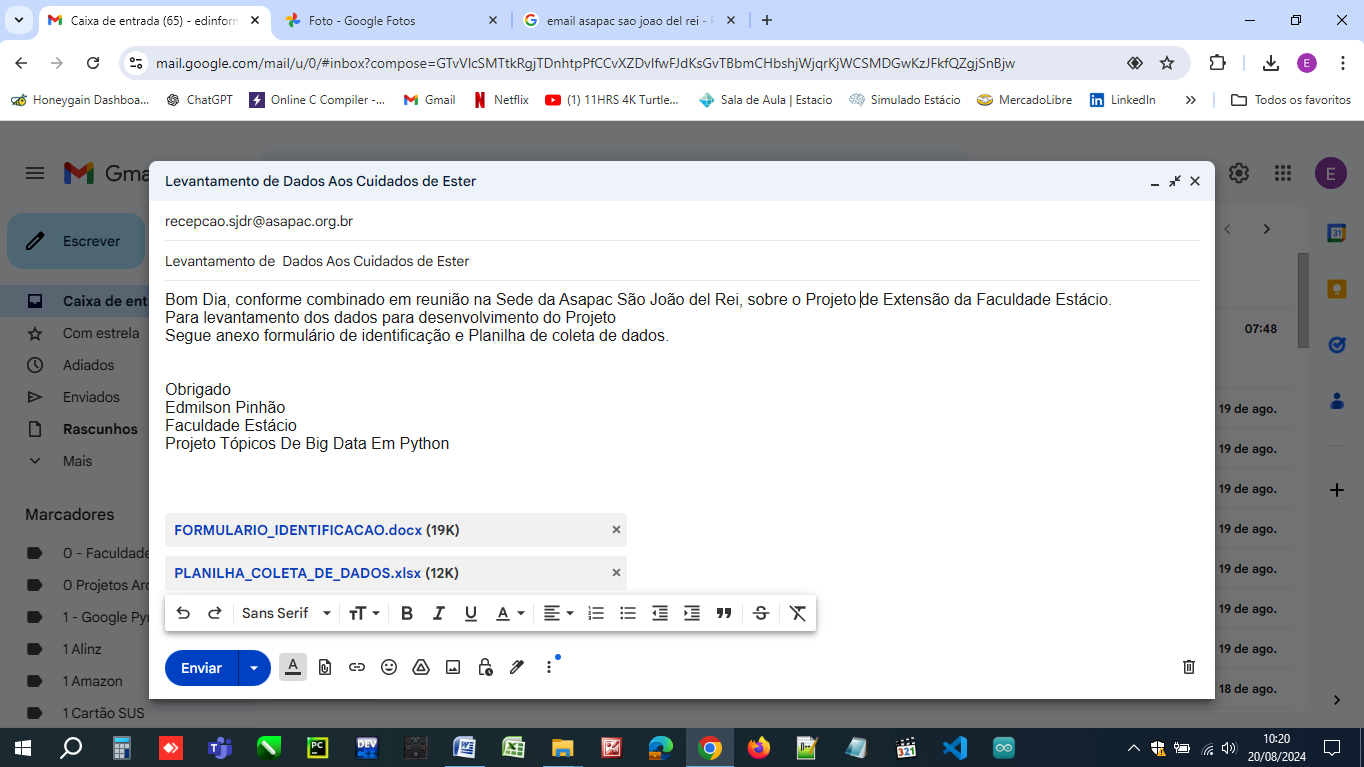 Caixa de entrada (65) - edinforn
Foto - Google Fotos
email asapac sao joao del rei -
mail.google.com/mail/u/0/#inbox?compose=GTvVlcSMTtkRgjTDnhtpPfCCvXZDvlfwFJdKsGvTBbmCHbshjWjqrKjWCSMDGwKzJFkfQZgjSnBjw
E
Honeygain Dashboa...
ChatGPT
Online C Compiler -...
Gmail
Netflix
(1) 11HRS 4K Turtle...
Sala de Aula | Estacio
Simulado Estácio
MercadoLibre
LinkedIn
Todos os favoritos
Gma
E
Escrever
Caixa de ent
Com estrela
Adiados
Enviados
Rascunhos
Mais
Marcadores
0 - Faculdade
0 Projetos Ard
1 - Google Pyt
1 Alinz
1 Amazon
1 Cartão SUS
Levantamento de Dados Aos Cuidados de Ester
recepcao.sjdr@asapac.org.br
Levantamento de  Dados Aos Cuidados de Ester
Bom Dia, conforme combinado em reunião na Sede da Asapac São João del Rei, sobre o Projeto de Extensão da Faculdade Estácio.
Para levantamento dos dados para desenvolvimento do Projeto
Segue anexo formulário de identificação e Planilha de coleta de dados.
Obrigado
Edmilson Pinhão
Faculdade Estácio
Projeto Tópicos De Big Data Em Python
FORMULARIO_IDENTIFICACAO.docx (19K)
PLANILHA_COLETA_DE_DADOS.xlsx (12K)
Sans Serif
Enviar
07:48
19 de ago.
19 de ago.
19 de ago.
19 de ago.
19 de ago.
19 de ago.
19 de ago.
18 de ago.
31
10:20
20/08/2024